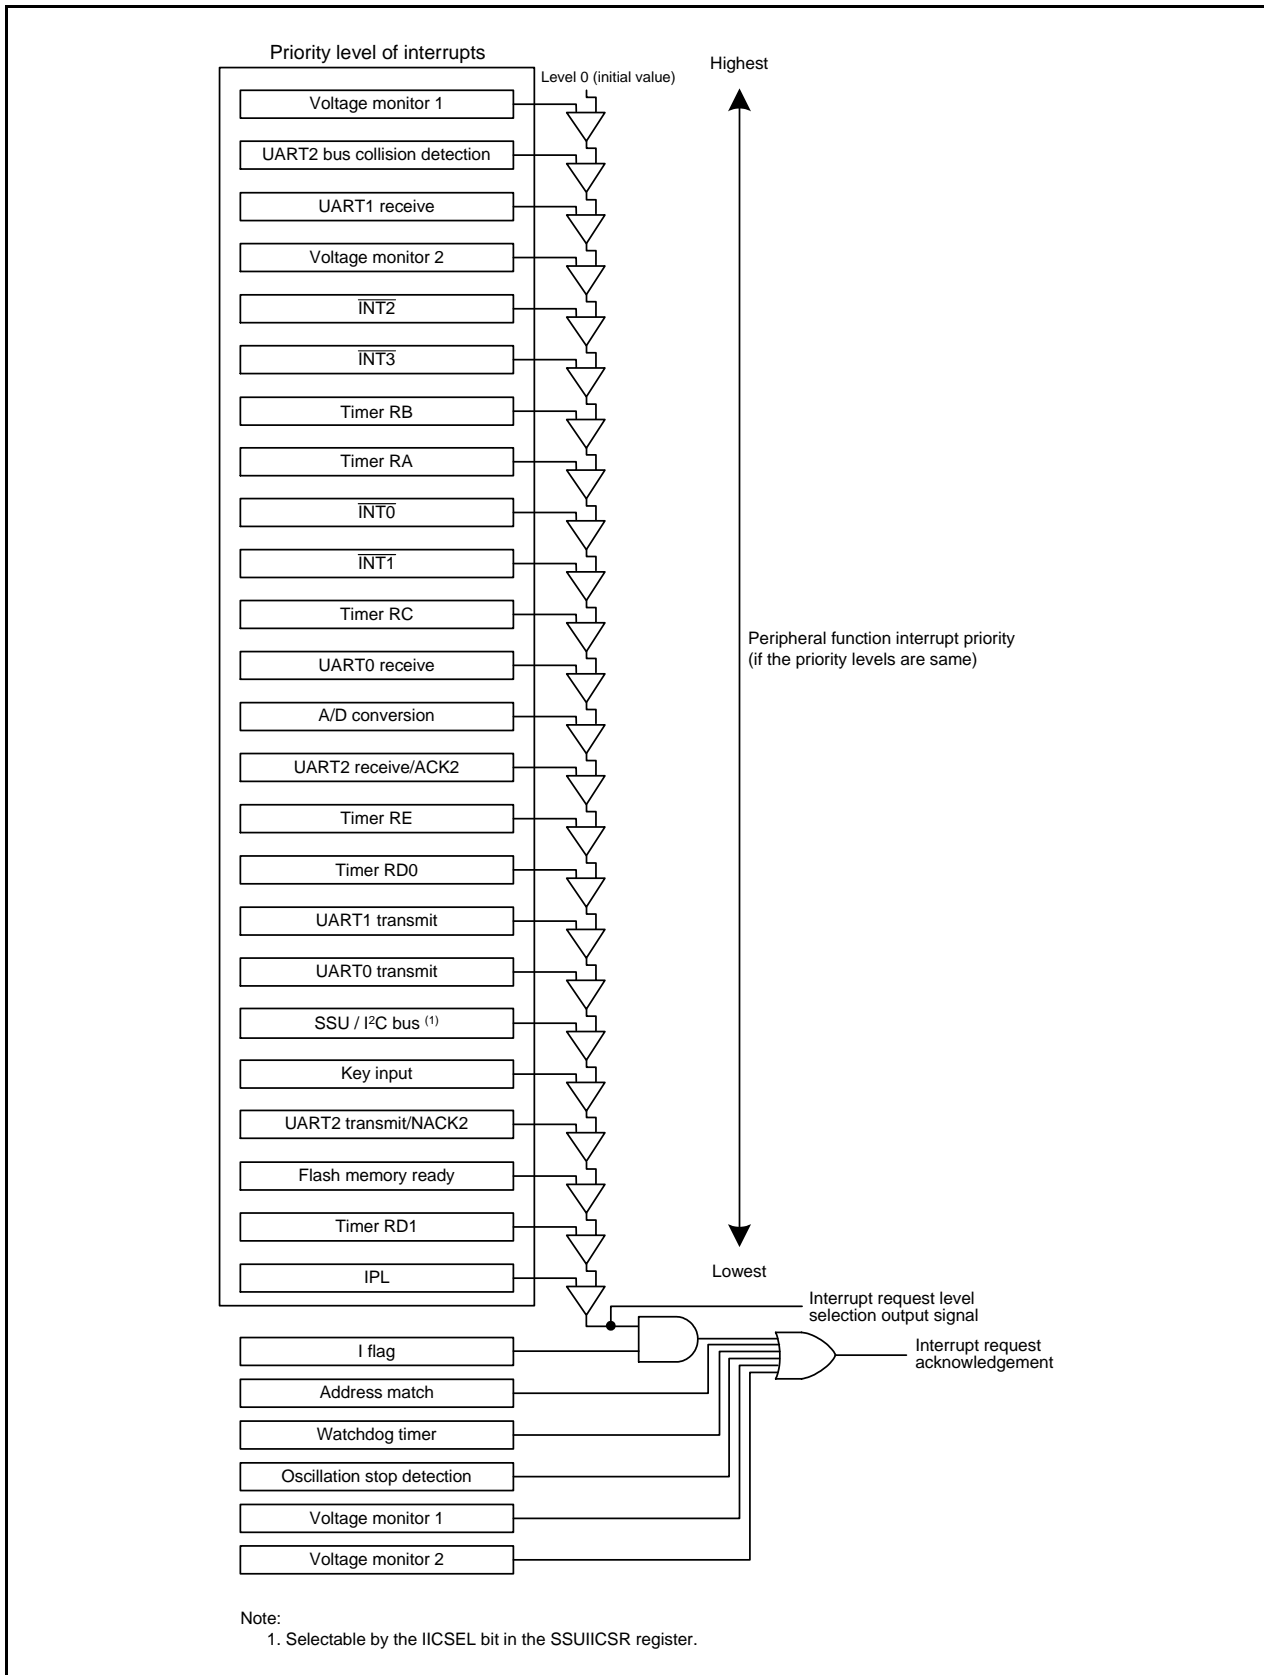 Priority level of interrupts
Highest
Level 0 (initial value)
Voltage monitor 1
UART2 bus collision detection
UART1 receive
Voltage monitor 2
INT2
INT3
Timer RB
Timer RA
INT0
INT1
Timer RC
Peripheral function interrupt priority
(if the priority levels are same)
UART0 receive
A/D conversion
UART2 receive/ACK2
Timer RE
Timer RD0
UART1 transmit
UART0 transmit
SSU / I²C bus (1)
Key input
UART2 transmit/NACK2
Flash memory ready
Timer RD1
Lowest
IPL
Interrupt request level
selection output signal
I flag
Interrupt request
acknowledgement
Address match
Watchdog timer
Oscillation stop detection
Voltage monitor 1
Voltage monitor 2
Note:
1. Selectable by the IICSEL bit in the SSUIICSR register.